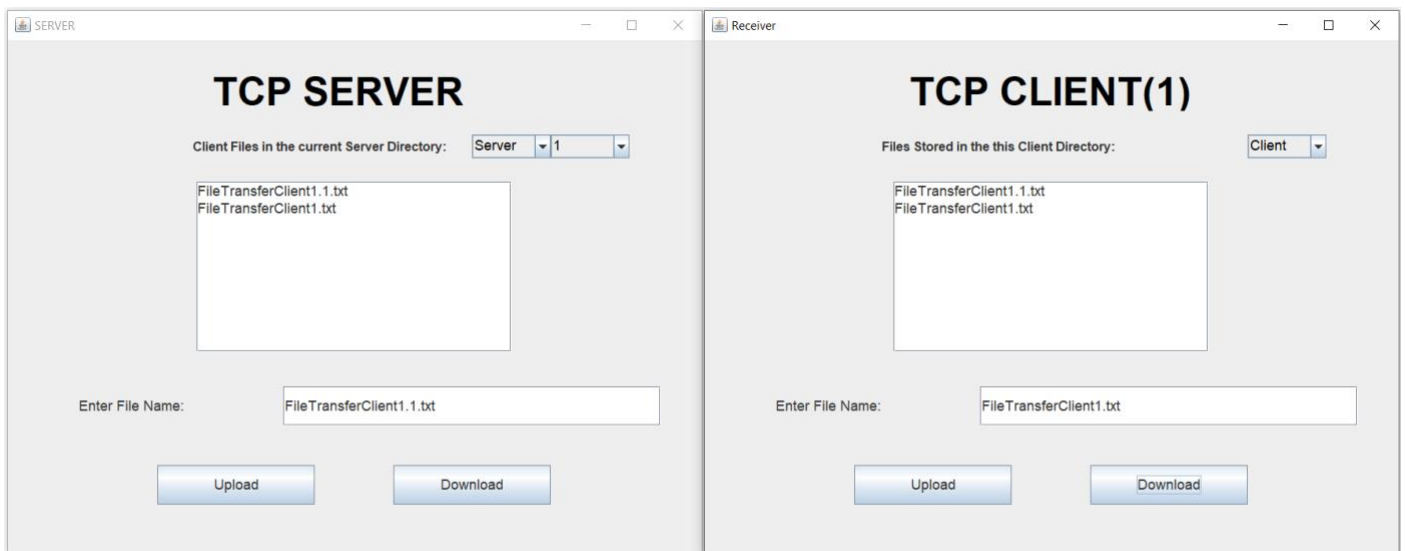 SERVER
TCP SERVER
Client Files in the current Server Directory: Server 1
FileTransferClient1.1.txt
FileTransferClient1.txt
Enter File Name: FileTransferClient1.1.txt
Upload Download
Receiver
TCP CLIENT(1)
Files Stored in the this Client Directory: Client
FileTransferClient1.1.txt
FileTransferClient1.txt
Enter File Name: FileTransferClient1.txt
Upload Download